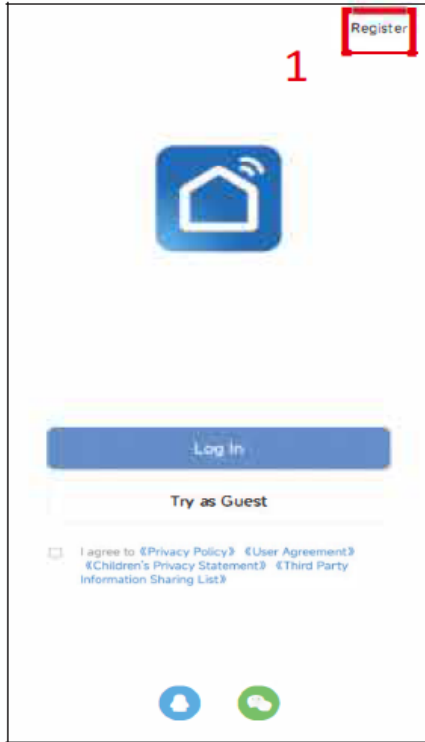 Register
1
Log In
Try as Guest
I agree to 《Privacy Policy》 《User Agreement》
《Children's Privacy Statement》 《Third Party
Information Sharing List》